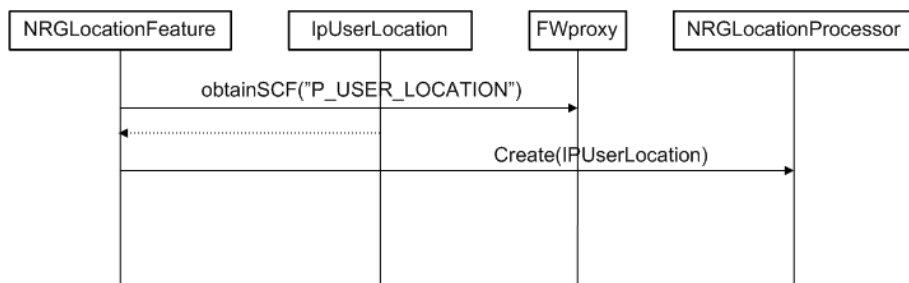 NRGLocationFeature
IpUserLocation
FWproxy
NRGLocationProcessor
obtainSCF("P_USER_LOCATION")
Create(IPUserLocation)